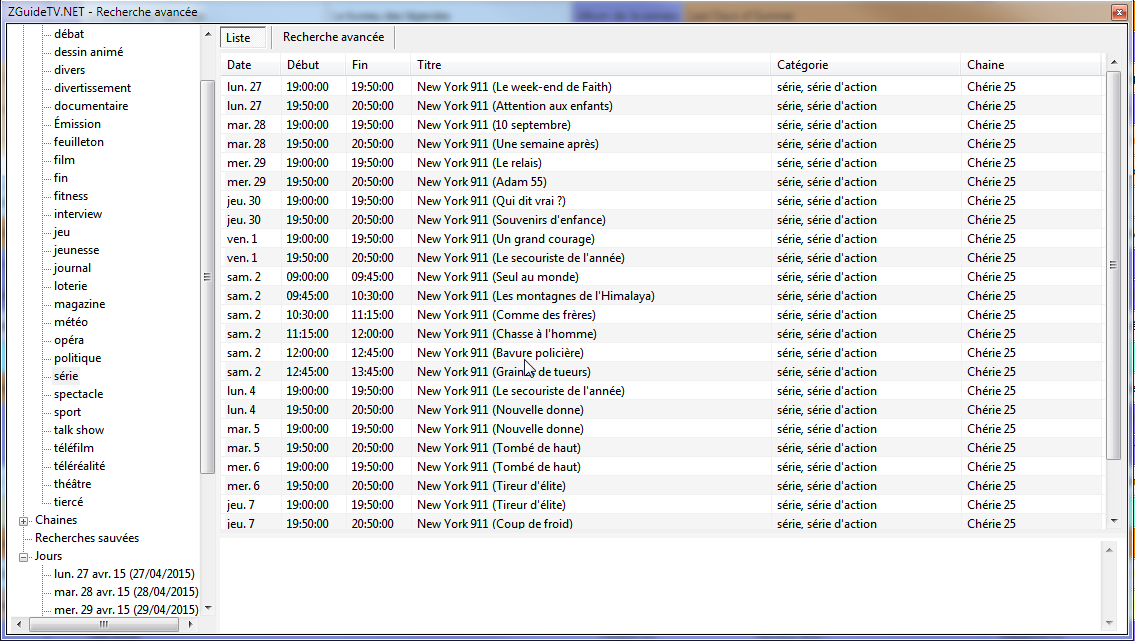 ZGuideTV.NET - Recherche avancée
débat
dessin animé
divers
divertissement
documentaire
Émission
feuilleton
film
fin
fitness
interview
jeu
jeunesse
journal
loterie
magazine
météo
opéra
politique
série
spectacle
sport
talk show
téléfilm
téléréalité
théâtre
tiercé
Chaines
Recherches sauvées
Jours
lun. 27 avr. 15 (27/04/2015)
mar. 28 avr. 15 (28/04/2015)
mer. 29 avr. 15 (29/04/2015)
Liste Recherche avancée
Date Début Fin Titre Catégorie Chaine
lun. 27 19:00:00 19:50:00 New York 911 (Le week-end de Faith) série, série d'action Chérie 25
lun. 27 19:50:00 20:50:00 New York 911 (Attention aux enfants) série, série d'action Chérie 25
mar. 28 19:00:00 19:50:00 New York 911 (10 septembre) série, série d'action Chérie 25
mar. 28 19:50:00 20:50:00 New York 911 (Une semaine après) série, série d'action Chérie 25
mer. 29 19:00:00 19:50:00 New York 911 (Le relais) série, série d'action Chérie 25
mer. 29 19:50:00 20:50:00 New York 911 (Adam 55) série, série d'action Chérie 25
jeu. 30 19:00:00 19:50:00 New York 911 (Qui dit vrai ?) série, série d'action Chérie 25
jeu. 30 19:50:00 20:50:00 New York 911 (Souvenirs d'enfance) série, série d'action Chérie 25
ven. 1 19:00:00 19:50:00 New York 911 (Un grand courage) série, série d'action Chérie 25
ven. 1 19:50:00 20:50:00 New York 911 (Le secouriste de l'année) série, série d'action Chérie 25
sam. 2 09:00:00 09:45:00 New York 911 (Seul au monde) série, série d'action Chérie 25
sam. 2 09:45:00 10:30:00 New York 911 (Les montagnes de l'Himalaya) série, série d'action Chérie 25
sam. 2 10:30:00 11:15:00 New York 911 (Comme des frères) série, série d'action Chérie 25
sam. 2 11:15:00 12:00:00 New York 911 (Chasse à l'homme) série, série d'action Chérie 25
sam. 2 12:00:00 12:45:00 New York 911 (Bavure policière) série, série d'action Chérie 25
sam. 2 12:45:00 13:45:00 New York 911 (Graines de tueurs) série, série d'action Chérie 25
lun. 4 19:00:00 19:50:00 New York 911 (Le secouriste de l'année) série, série d'action Chérie 25
lun. 4 19:50:00 20:50:00 New York 911 (Nouvelle donne) série, série d'action Chérie 25
mar. 5 19:00:00 19:50:00 New York 911 (Nouvelle donne) série, série d'action Chérie 25
mar. 5 19:50:00 20:50:00 New York 911 (Tombé de haut) série, série d'action Chérie 25
mer. 6 19:00:00 19:50:00 New York 911 (Tombé de haut) série, série d'action Chérie 25
mer. 6 19:50:00 20:50:00 New York 911 (Tireur d'élite) série, série d'action Chérie 25
jeu. 7 19:00:00 19:50:00 New York 911 (Tireur d'élite) série, série d'action Chérie 25
jeu. 7 19:50:00 20:50:00 New York 911 (Coup de froid) série, série d'action Chérie 25